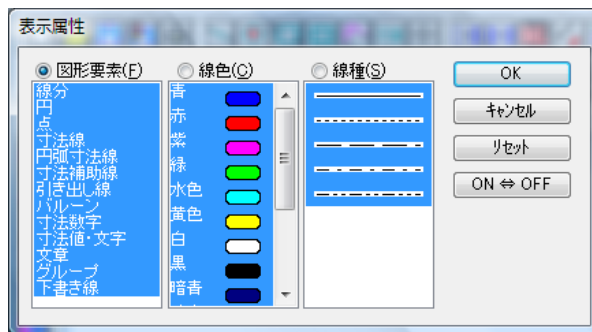 表示属性
図形要素(F)
線分
円
点
寸法線
円弧寸法線
寸法補助線
引き出し線
バルーン
寸法数字
寸法値・文字
文章
グループ
下書き線
線色(C)
青
赤
紫
緑
水色
黄色
白
黒
暗青
線種(S)
OK
キャンセル
リセット
ON ⇔ OFF